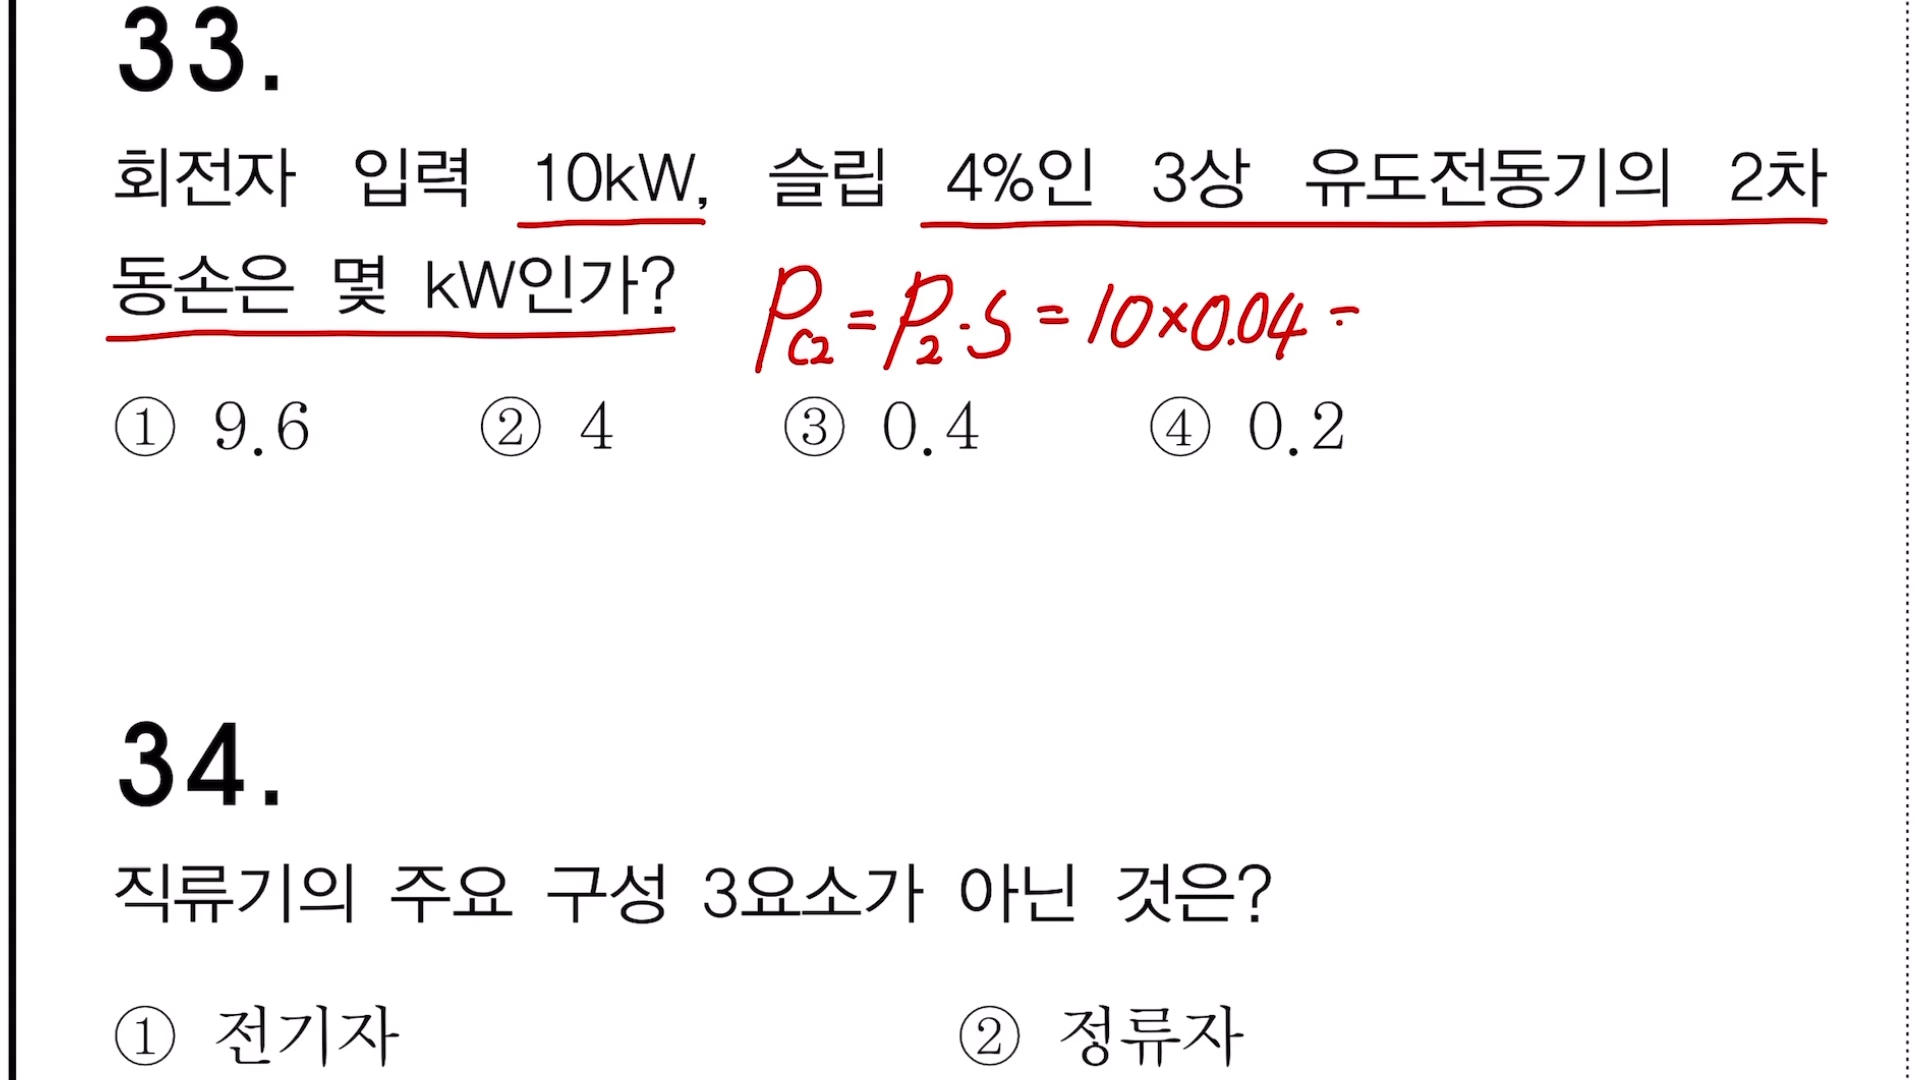 33.
회전자 입력 10kW, 슬립 4%인 3상 유도전동기의 2차
동손은 몇 kW인가?
P_C2 = P_2 · S = 10×0.04 =
① 9.6 ② 4 ③ 0.4 ④ 0.2
34.
직류기의 주요 구성 3요소가 아닌 것은?
① 전기자 ② 정류자